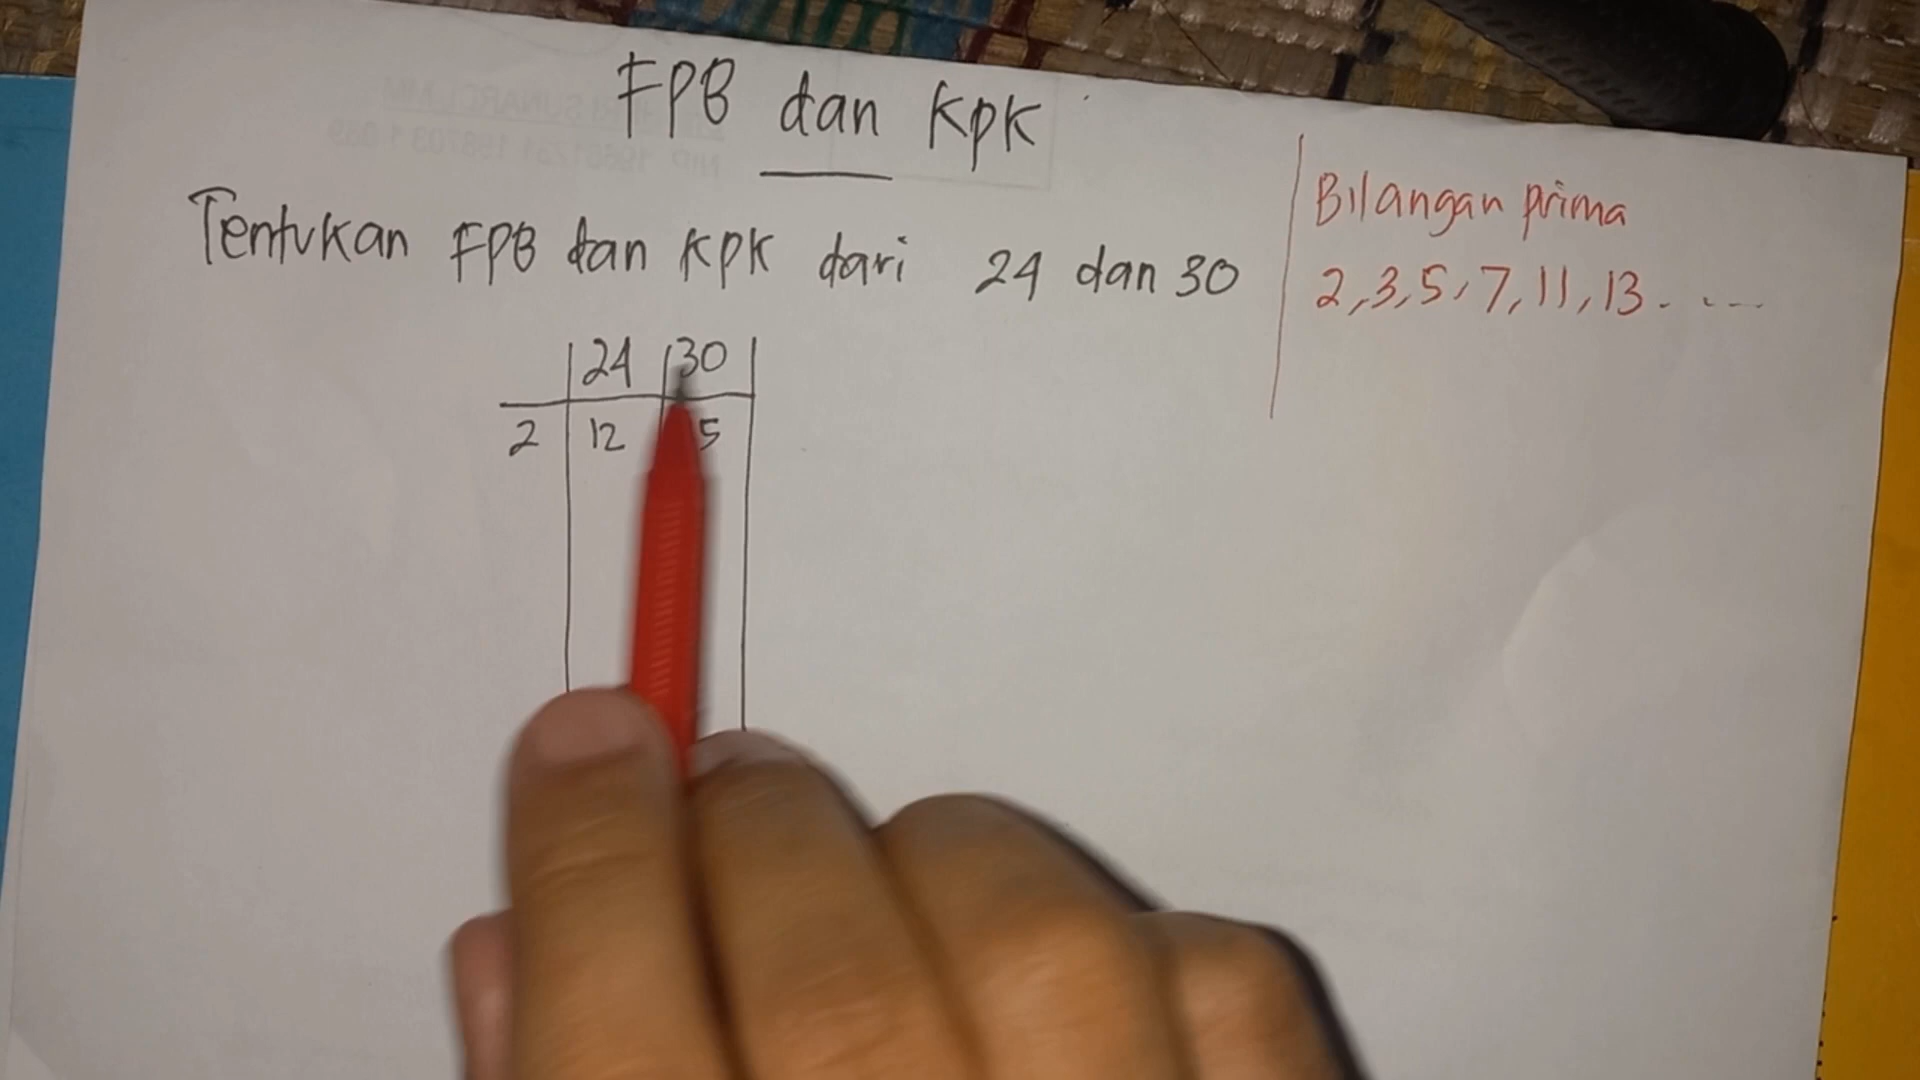 FPB dan KPK
Tentukan FPB dan KPK dari 24 dan 30
Bilangan prima
2, 3, 5, 7, 11, 13 - - - -
24 30
2 12 5